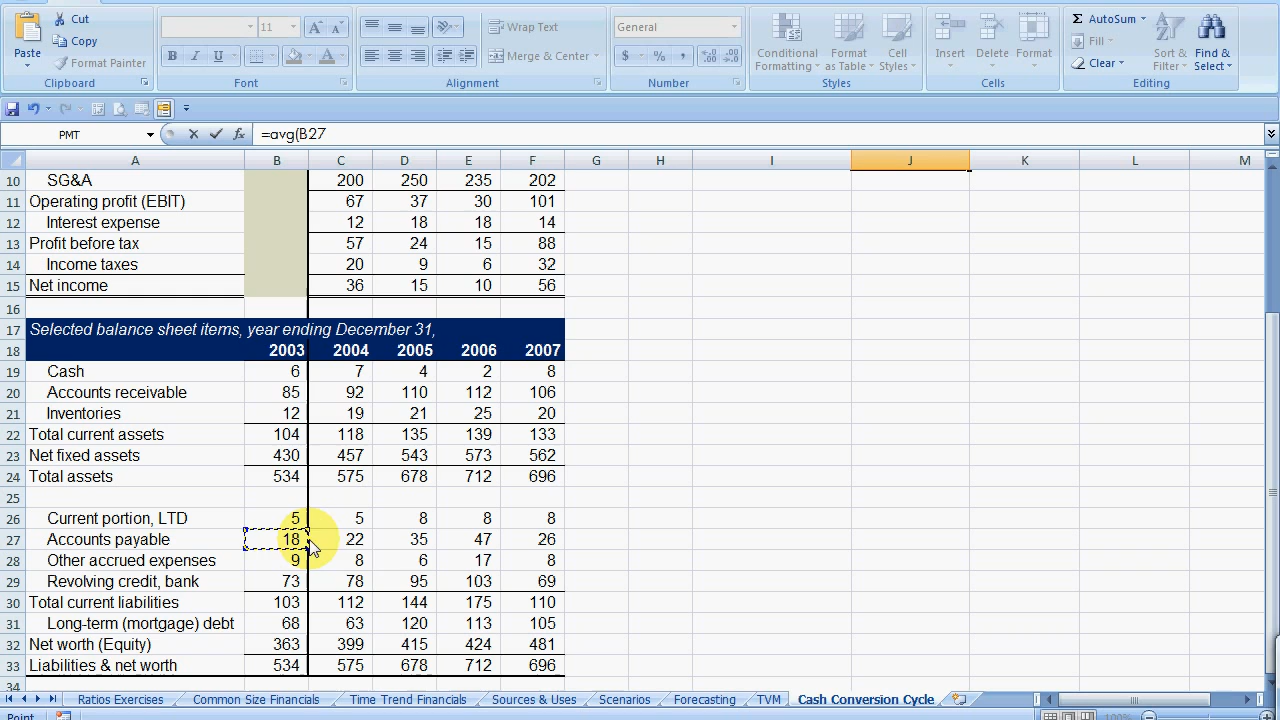 Cut
Copy
Format Painter
Paste
Clipboard
11
A A
B I U
A
Font
Wrap Text
Merge & Center
Alignment
General
$ % ,
Number
Conditional Formatting
Format as Table
Cell Styles
Styles
Insert
Delete
Format
Cells
Σ AutoSum
Fill
Clear
Sort & Filter
Find & Select
Editing
PMT
fx
=avg(B27
A B C D E F G H I J K L M
10 SG&A 200 250 235 202
11 Operating profit (EBIT) 67 37 30 101
12 Interest expense 12 18 18 14
13 Profit before tax 57 24 15 88
14 Income taxes 20 9 6 32
15 Net income 36 15 10 56
16
17 Selected balance sheet items, year ending December 31,
18 2003 2004 2005 2006 2007
19 Cash 6 7 4 2 8
20 Accounts receivable 85 92 110 112 106
21 Inventories 12 19 21 25 20
22 Total current assets 104 118 135 139 133
23 Net fixed assets 430 457 543 573 562
24 Total assets 534 575 678 712 696
25
26 Current portion, LTD 5 5 8 8 8
27 Accounts payable 18 22 35 47 26
28 Other accrued expenses 9 8 6 17 8
29 Revolving credit, bank 73 78 95 103 69
30 Total current liabilities 103 112 144 175 110
31 Long-term (mortgage) debt 68 63 120 113 105
32 Net worth (Equity) 363 399 415 424 481
33 Liabilities & net worth 534 575 678 712 696
34
Ratios Exercises Common Size Financials Time Trend Financials Sources & Uses Scenarios Forecasting TVM Cash Conversion Cycle
Point 100%